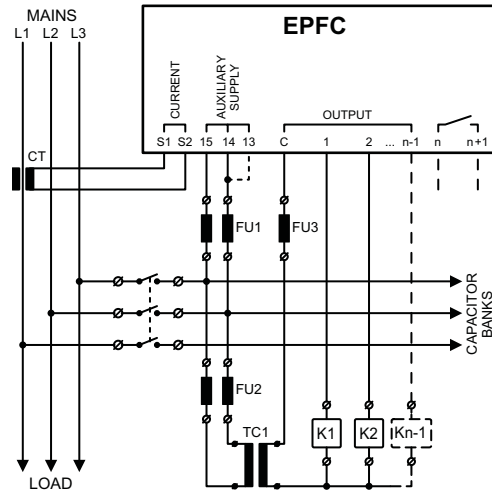 MAINS
L1 L2 L3
EPFC
CURRENT
AUXILIARY
SUPPLY
OUTPUT
S1 S2 15 14 13 C 1 2 ... n-1 n n+1
CT
FU1
FU3
CAPACITOR
BANKS
FU2
TC1
K1
K2
Kn-1
LOAD